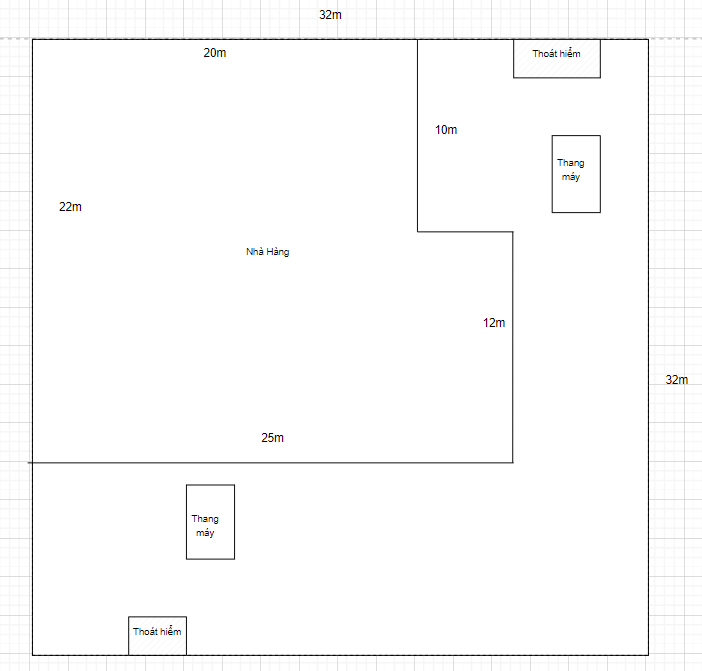 32m
20m
Thoát hiểm
10m
Thang
máy
22m
Nhà Hàng
12m
32m
25m
Thang
máy
Thoát hiểm